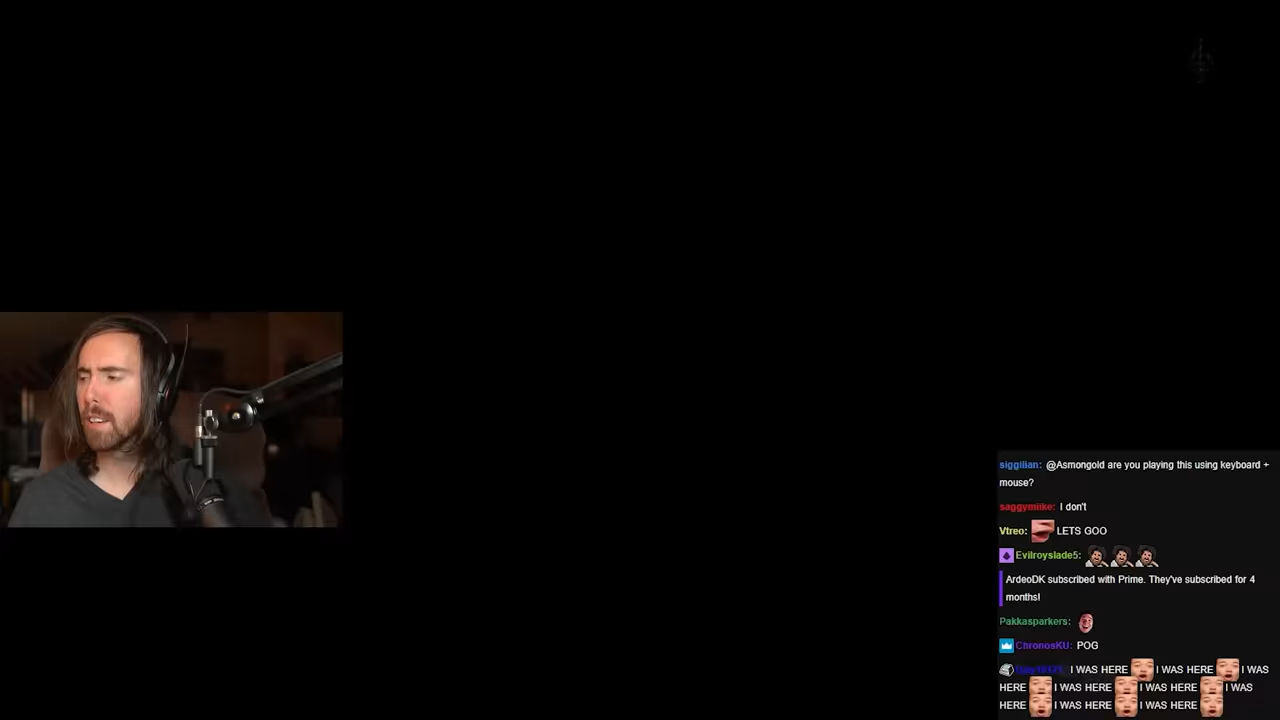 siggilian: @Asmongold are you playing this using keyboard +
mouse?
saggymiike: I don't
Vtreo: LETS GOO
Evilroyslade5:
ArdeoDK subscribed with Prime. They've subscribed for 4
months!
Pakkasparkers:
ChronosKU: POG
I WAS HERE I WAS HERE I WAS
HERE I WAS HERE I WAS HERE I WAS
HERE I WAS HERE I WAS HERE